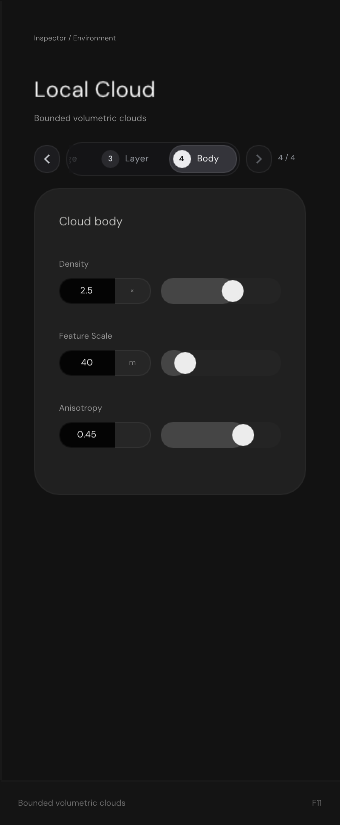 Inspector / Environment
Local Cloud
Bounded volumetric clouds
3 Layer 4 Body 4 / 4
Cloud body
Density
2.5 ×
Feature Scale
40 m
Anisotropy
0.45
Bounded volumetric clouds F11